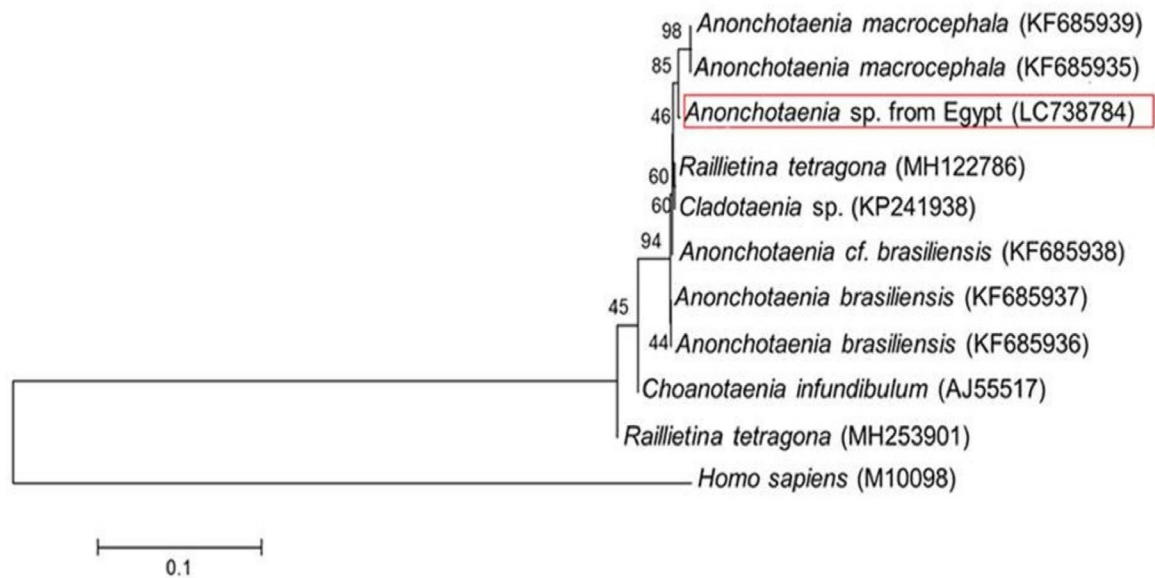 98
Anonchotaenia macrocephala (KF685939)
85
Anonchotaenia macrocephala (KF685935)
46
Anonchotaenia sp. from Egypt (LC738784)
60
Raillietina tetragona (MH122786)
60
Cladotaenia sp. (KP241938)
94
Anonchotaenia cf. brasiliensis (KF685938)
45
Anonchotaenia brasiliensis (KF685937)
44
Anonchotaenia brasiliensis (KF685936)
Choanotaenia infundibulum (AJ55517)
Raillietina tetragona (MH253901)
Homo sapiens (M10098)
0.1